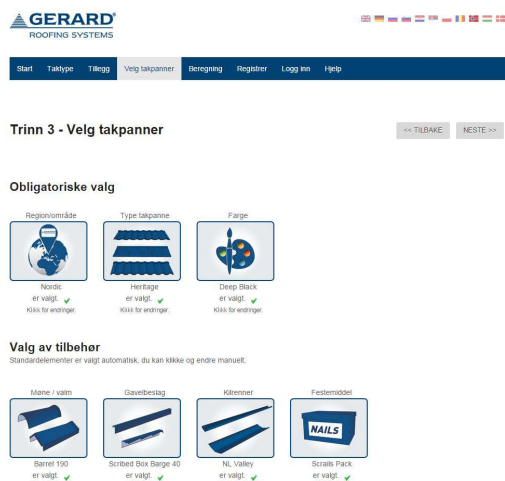 GERARD®
ROOFING SYSTEMS
Start Taktype Tillegg Velg takpanner Beregning Registrer Logg inn Hjelp
Trinn 3 - Velg takpanner
<< TILBAKE NESTE >>
Obligatoriske valg
Region/område Type takpanne Farge
Nordic Heritage Deep Black
er valgt. er valgt. er valgt.
Klikk for endringer. Klikk for endringer. Klikk for endringer.
Valg av tilbehør
Standardelementer er valgt automatisk, du kan klikke og endre manuelt.
Møne / valm Gavelbeslag Kilrenner Festemiddel
NAILS
Barrel 190 Scribed Box Barge 40 NL Valley Scrails Pack
er valgt. er valgt. er valgt. er valgt.